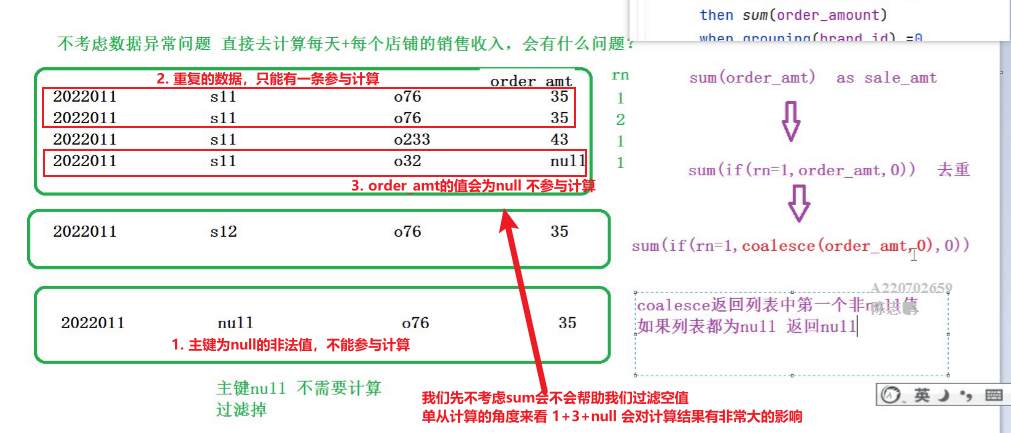 then sum(order_amount)
when grouping(brand_id) =0
不考虑数据异常问题 直接去计算每天+每个店铺的销售收入，会有什么问题？
2. 重复的数据，只能有一条参与计算
order_amt
rn
2022011 s11 o76 35 1
2022011 s11 o76 35 2
2022011 s11 o233 43 1
2022011 s11 o32 null 1
3. order amt的值会为null 不参与计算
2022011 s12 o76 35
2022011 null o76 35
1. 主键为null的非法值，不能参与计算
主键null 不需要计算
过滤掉
我们先不考虑sum会不会帮助我们过滤空值
单从计算的角度来看 1+3+null 会对计算结果有非常大的影响
sum(order_amt) as sale_amt
sum(if(rn=1,order_amt,0)) 去重
sum(if(rn=1,coalesce(order_amt,0),0))
A220702659
coalesce返回列表中第一个非null值
如果列表都为null 返回null
英